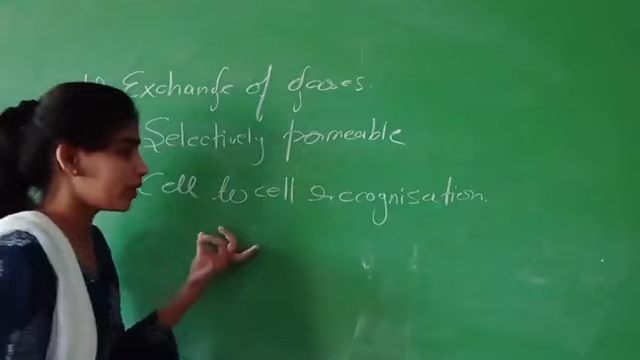 Exchange of gases.
Selectively permeable
Cell to cell recognisation.